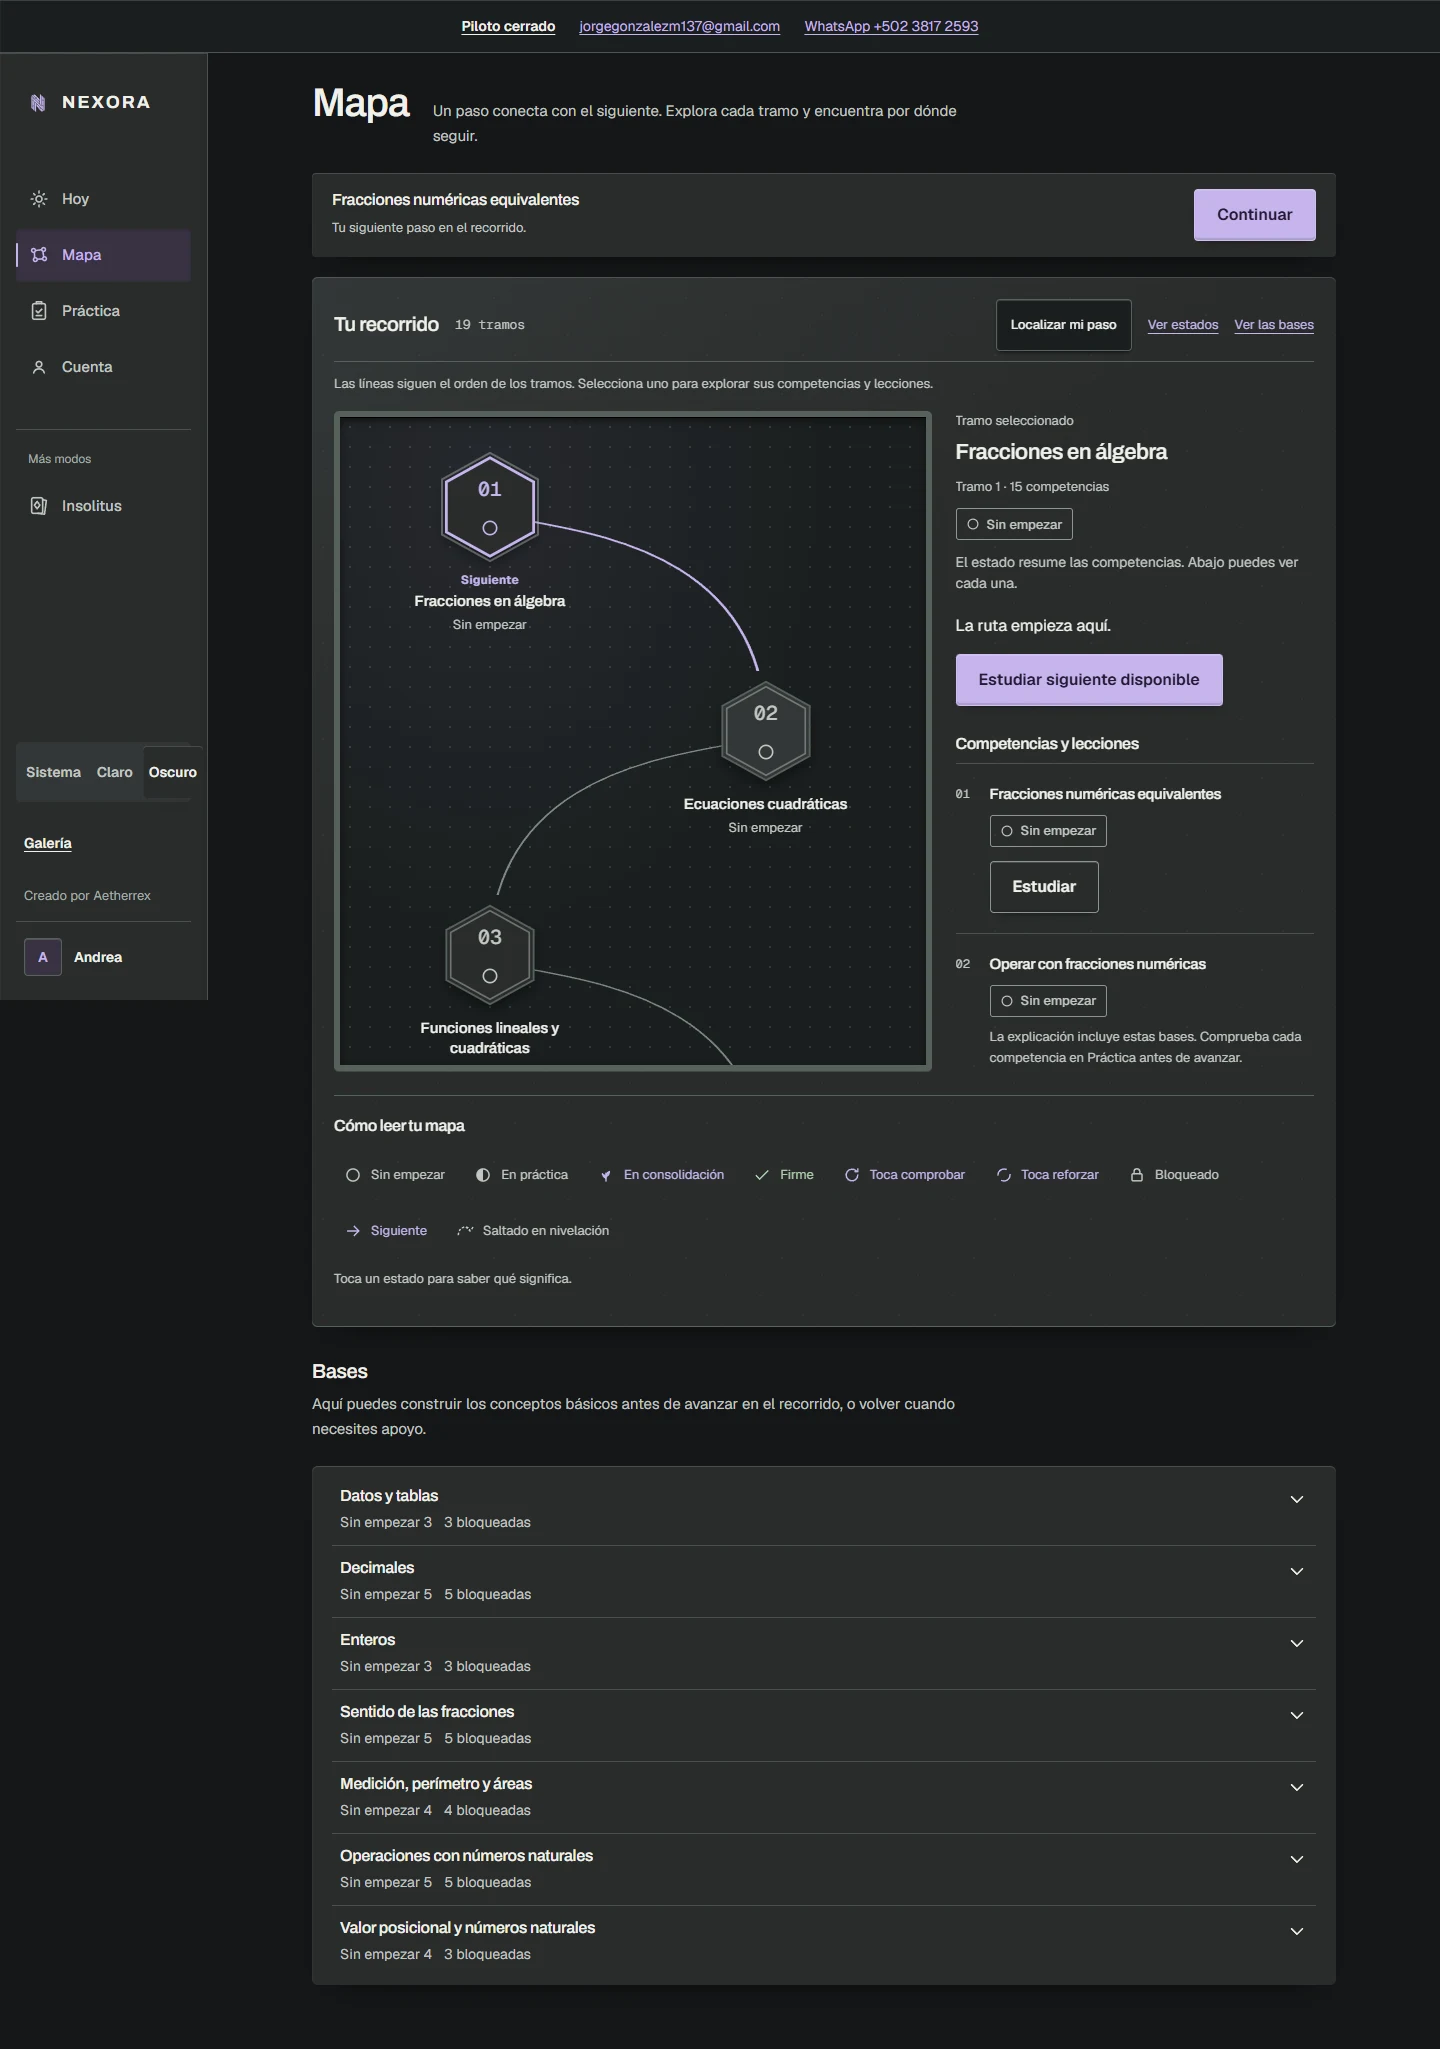 Piloto cerrado jorgegonzalezm137@gmail.com WhatsApp +502 3817 2593
NEXORA
Hoy
Mapa
Práctica
Cuenta
Más modos
Insolitus
Sistema Claro Oscuro
Galería
Creado por Aetherrex
A Andrea
Mapa
Un paso conecta con el siguiente. Explora cada tramo y encuentra por dónde
seguir.
Fracciones numéricas equivalentes
Tu siguiente paso en el recorrido.
Continuar
Tu recorrido 19 tramos
Localizar mi paso Ver estados Ver las bases
Las líneas siguen el orden de los tramos. Selecciona uno para explorar sus competencias y lecciones.
01
Siguiente
Fracciones en álgebra
Sin empezar
02
Ecuaciones cuadráticas
Sin empezar
03
Funciones lineales y
cuadráticas
Tramo seleccionado
Fracciones en álgebra
Tramo 1 · 15 competencias
Sin empezar
El estado resume las competencias. Abajo puedes ver
cada una.
La ruta empieza aquí.
Estudiar siguiente disponible
Competencias y lecciones
01 Fracciones numéricas equivalentes
Sin empezar
Estudiar
02 Operar con fracciones numéricas
Sin empezar
La explicación incluye estas bases. Comprueba cada
competencia en Práctica antes de avanzar.
Cómo leer tu mapa
Sin empezar En práctica En consolidación Firme Toca comprobar Toca reforzar Bloqueado
Siguiente Saltado en nivelación
Toca un estado para saber qué significa.
Bases
Aquí puedes construir los conceptos básicos antes de avanzar en el recorrido, o volver cuando
necesites apoyo.
Datos y tablas
Sin empezar 3 3 bloqueadas
Decimales
Sin empezar 5 5 bloqueadas
Enteros
Sin empezar 3 3 bloqueadas
Sentido de las fracciones
Sin empezar 5 5 bloqueadas
Medición, perímetro y áreas
Sin empezar 4 4 bloqueadas
Operaciones con números naturales
Sin empezar 5 5 bloqueadas
Valor posicional y números naturales
Sin empezar 4 3 bloqueadas